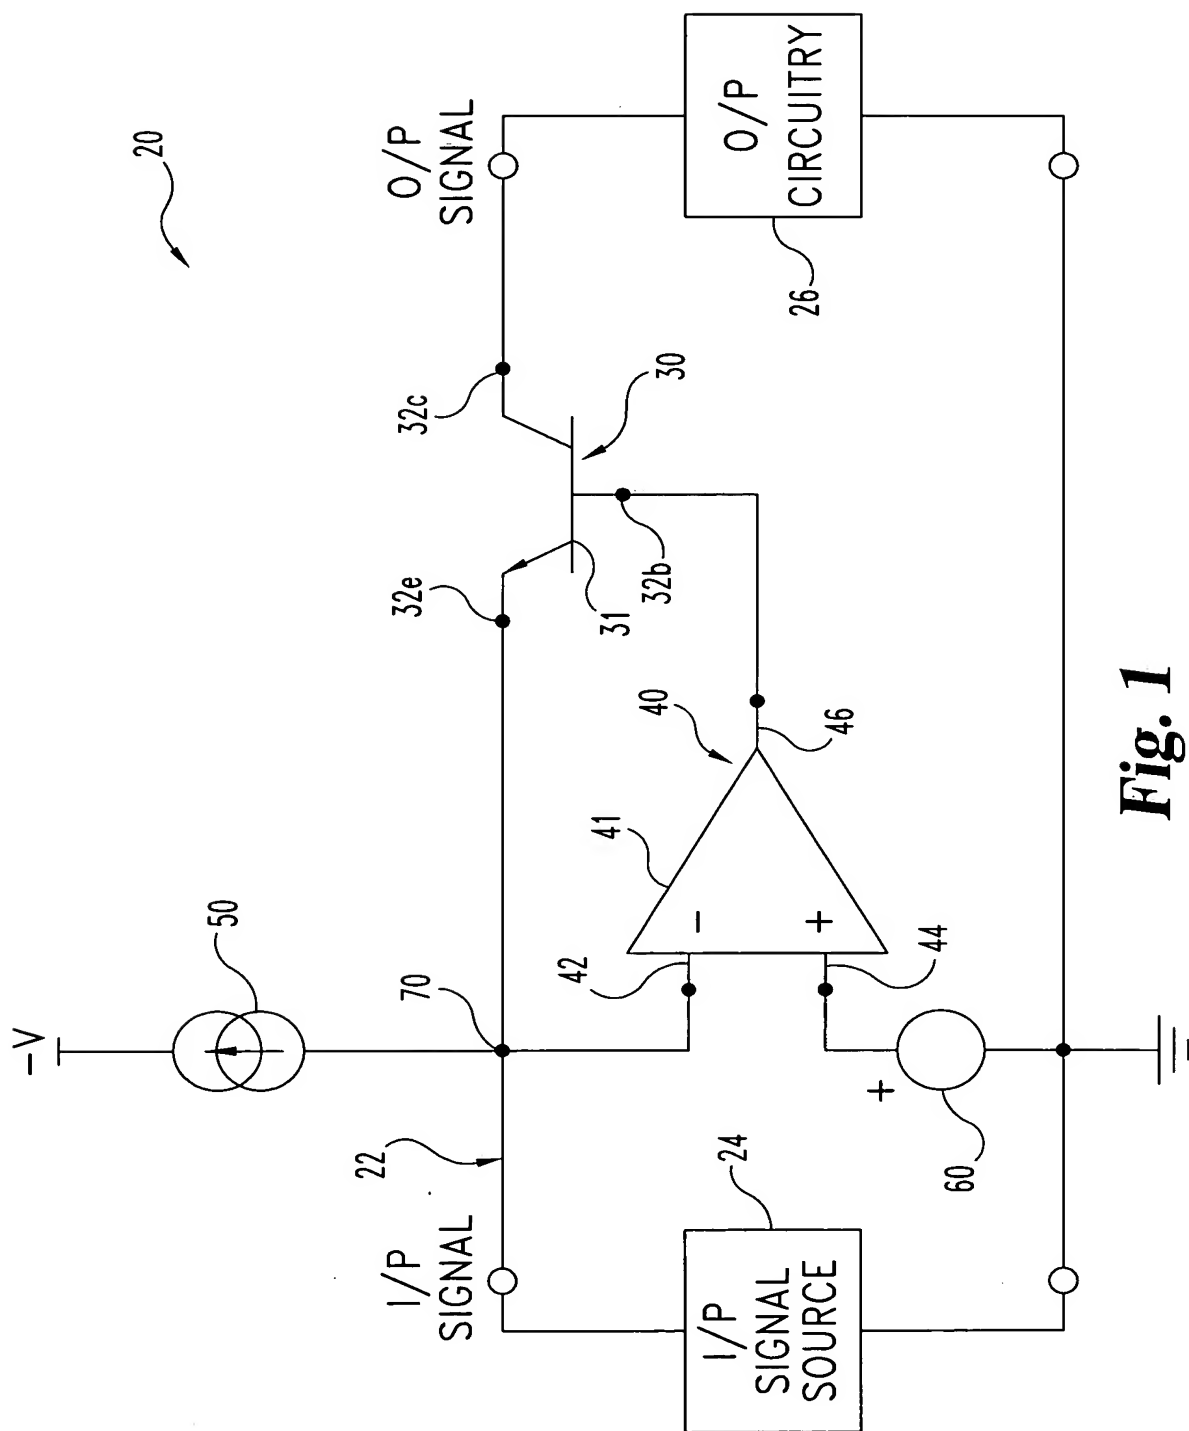 20
-V
50
70
22
I/P
SIGNAL
O/P
SIGNAL
32e
32c
30
31
32b
40
41
42
-
+
44
46
+
60
24
I/P
SIGNAL
SOURCE
26
O/P
CIRCUITRY
Fig. 1